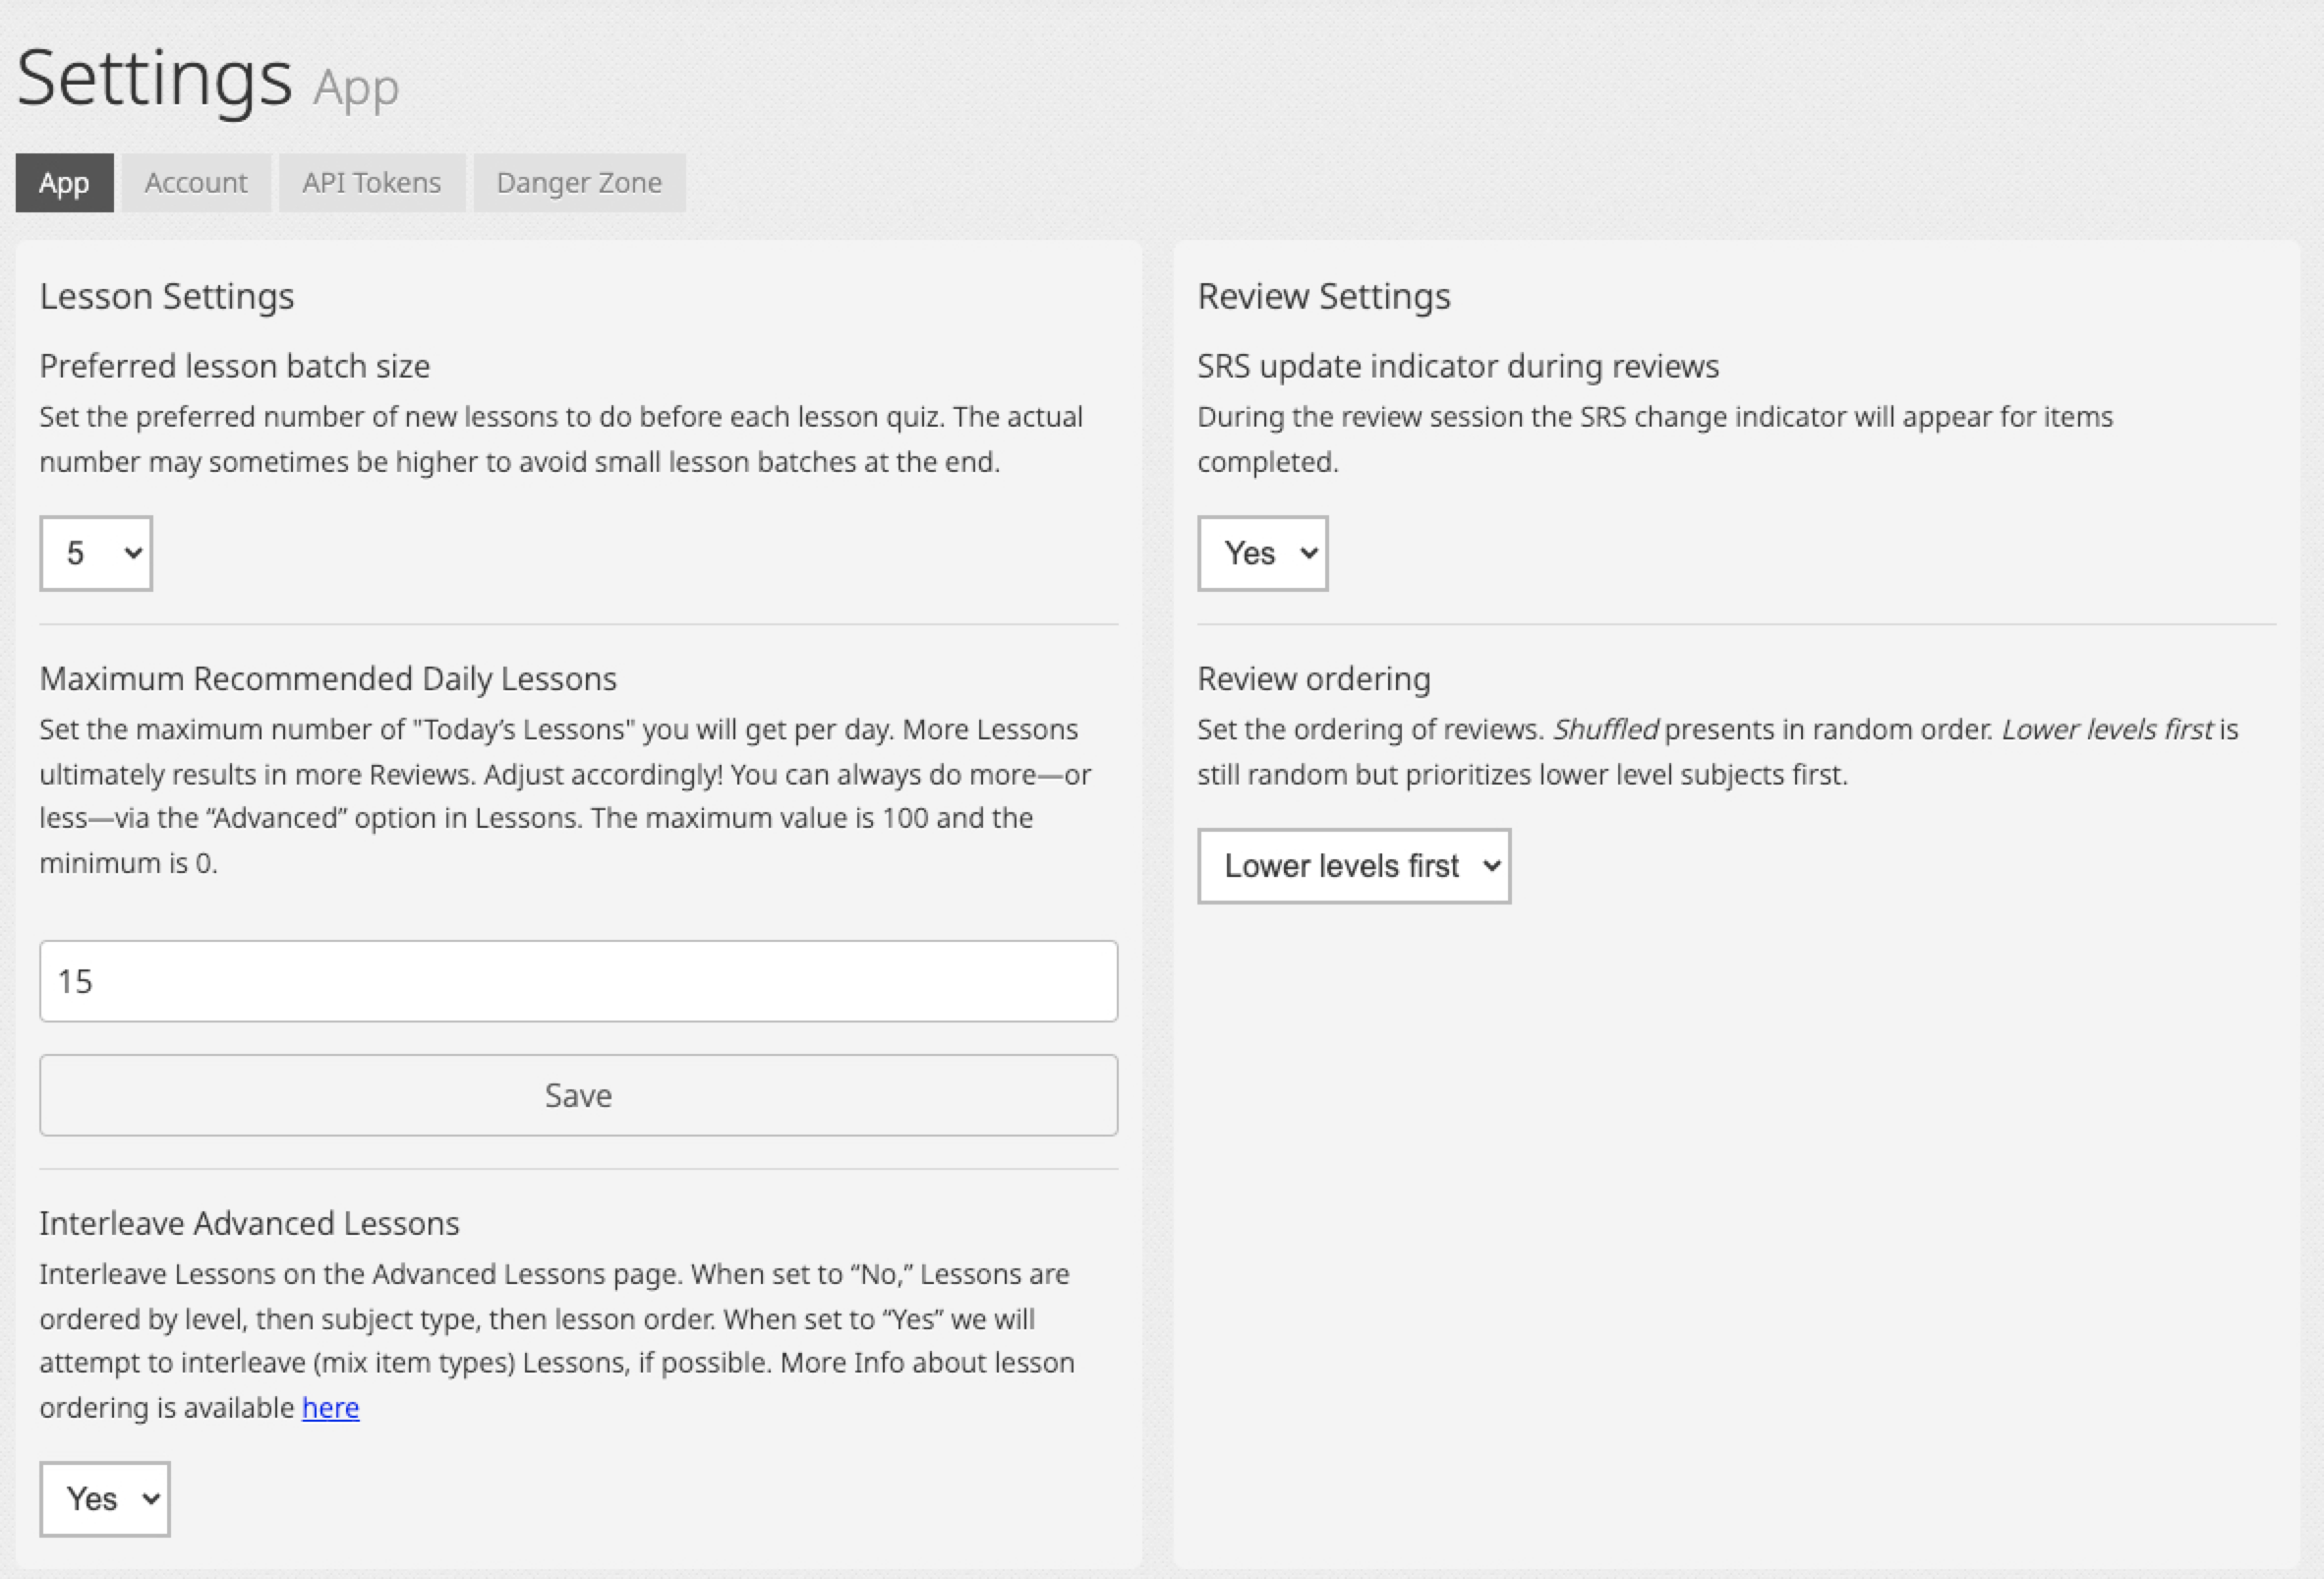 Settings App
App Account API Tokens Danger Zone
Lesson Settings
Preferred lesson batch size
Set the preferred number of new lessons to do before each lesson quiz. The actual
number may sometimes be higher to avoid small lesson batches at the end.
5
Maximum Recommended Daily Lessons
Set the maximum number of "Today’s Lessons" you will get per day. More Lessons
ultimately results in more Reviews. Adjust accordingly! You can always do more—or
less—via the “Advanced” option in Lessons. The maximum value is 100 and the
minimum is 0.
15
Save
Interleave Advanced Lessons
Interleave Lessons on the Advanced Lessons page. When set to “No,” Lessons are
ordered by level, then subject type, then lesson order. When set to “Yes” we will
attempt to interleave (mix item types) Lessons, if possible. More Info about lesson
ordering is available here
Yes
Review Settings
SRS update indicator during reviews
During the review session the SRS change indicator will appear for items
completed.
Yes
Review ordering
Set the ordering of reviews. Shuffled presents in random order. Lower levels first is
still random but prioritizes lower level subjects first.
Lower levels first